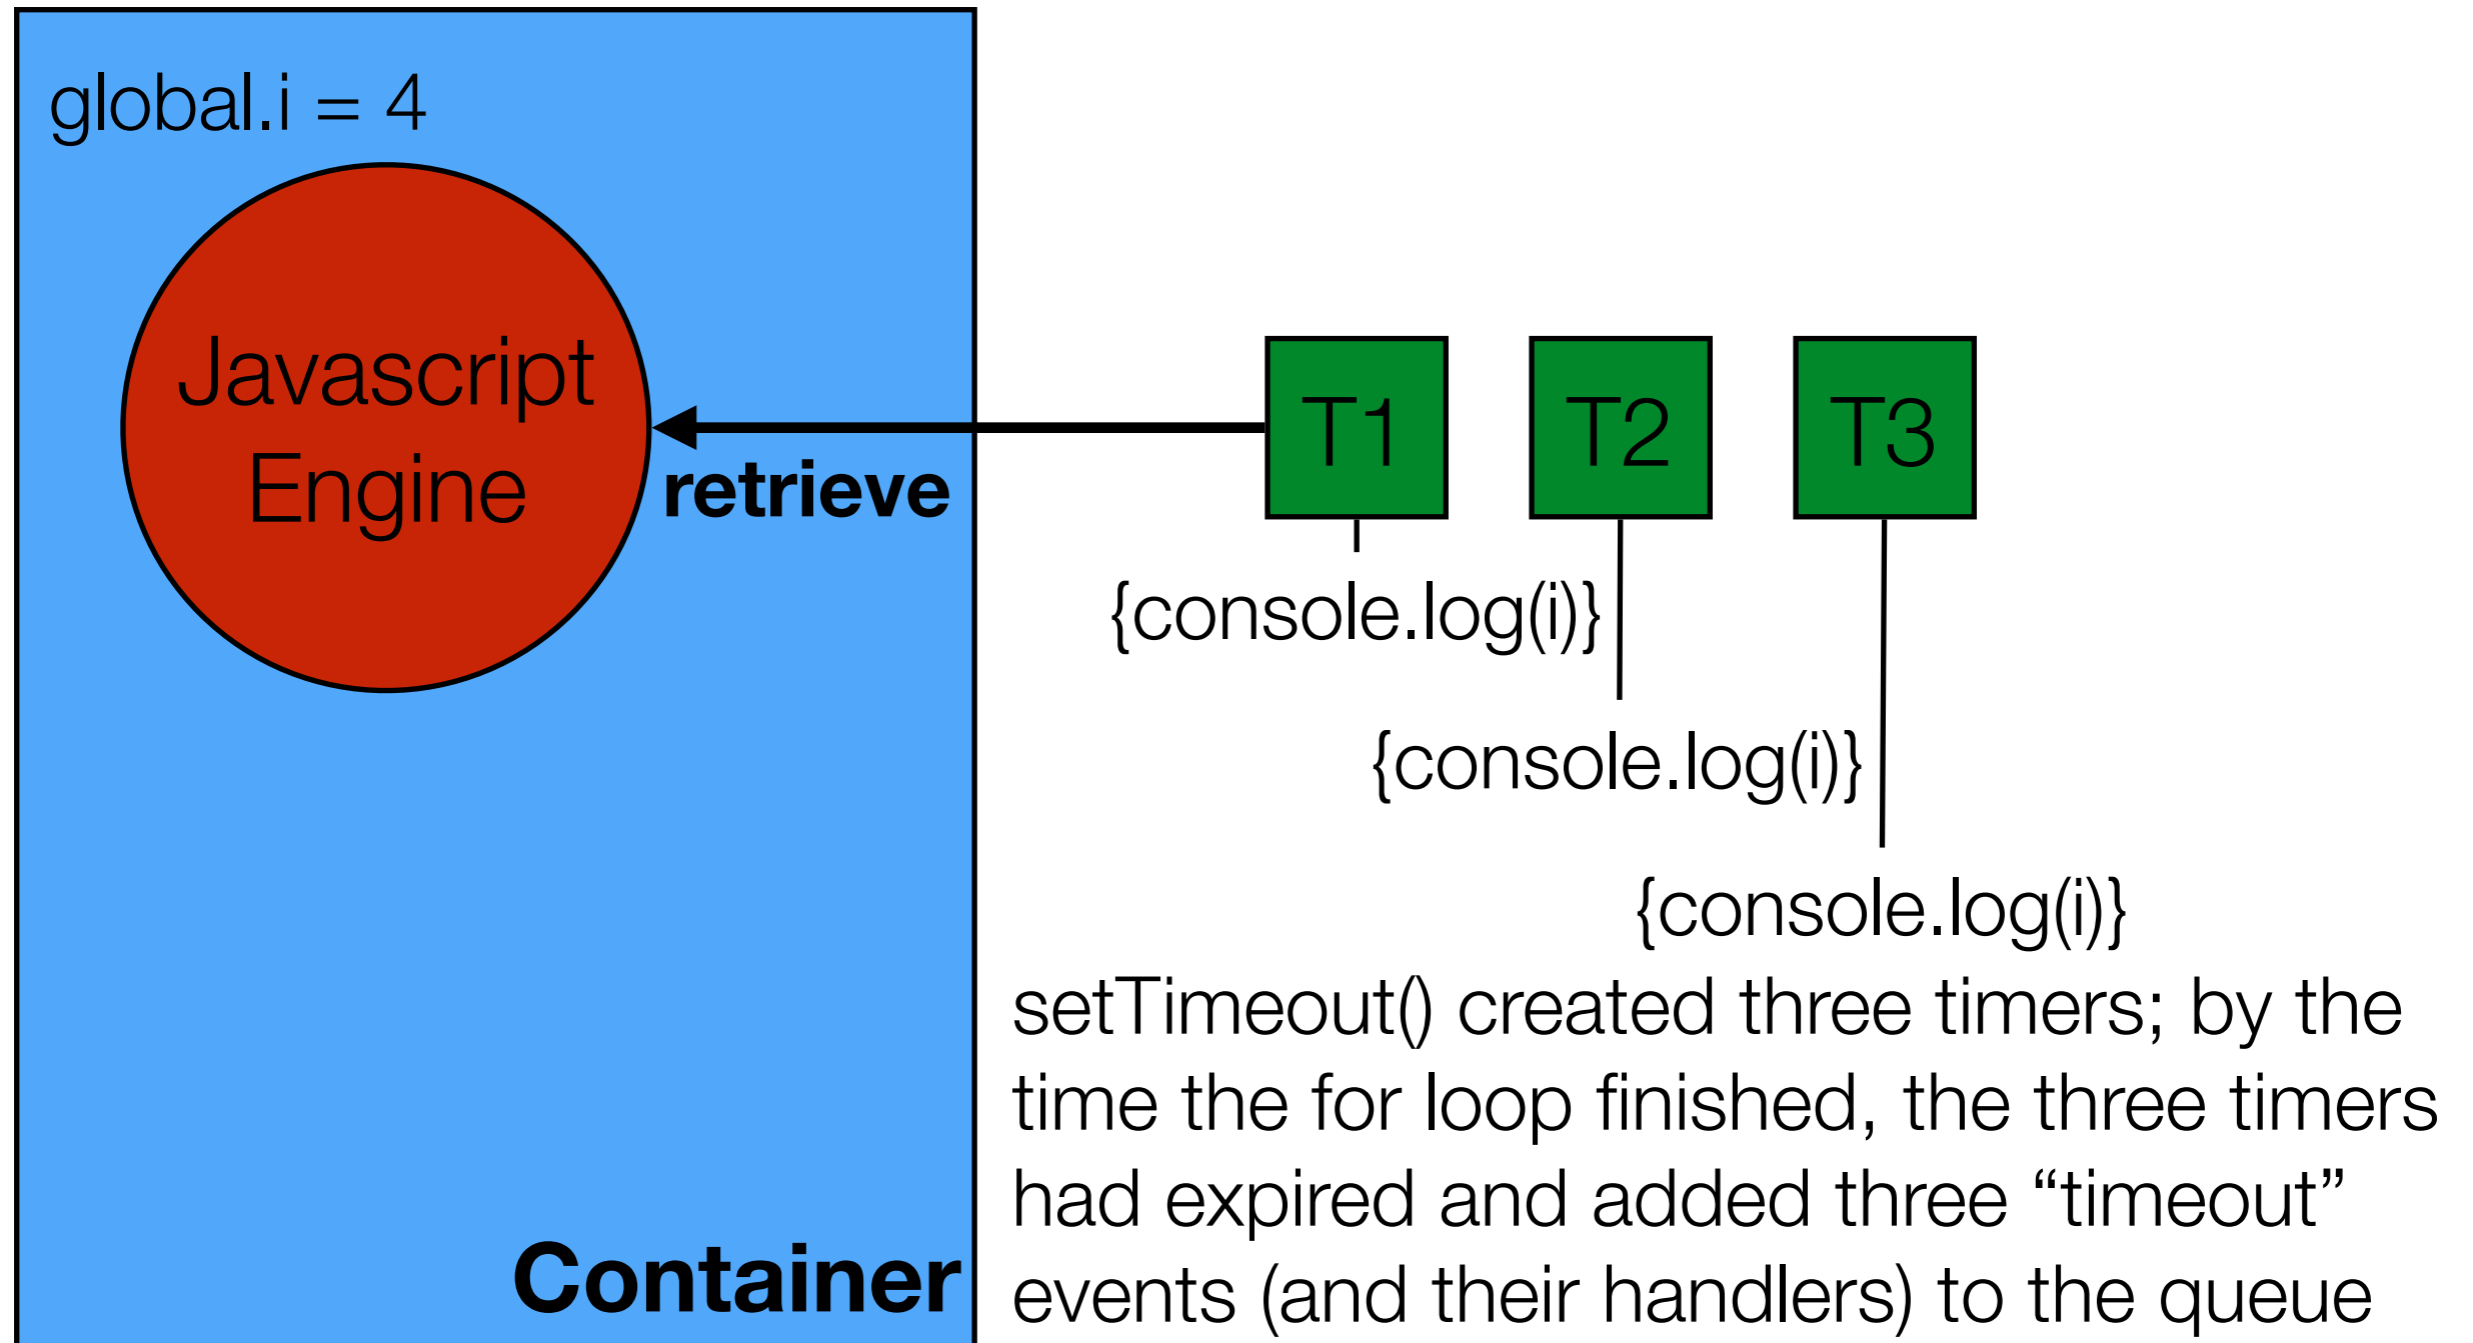 global.i = 4
Javascript
Engine
retrieve
T1
T2
T3
{console.log(i)}
{console.log(i)}
{console.log(i)}
setTimeout() created three timers; by the
time the for loop finished, the three timers
had expired and added three “timeout”
events (and their handlers) to the queue
Container